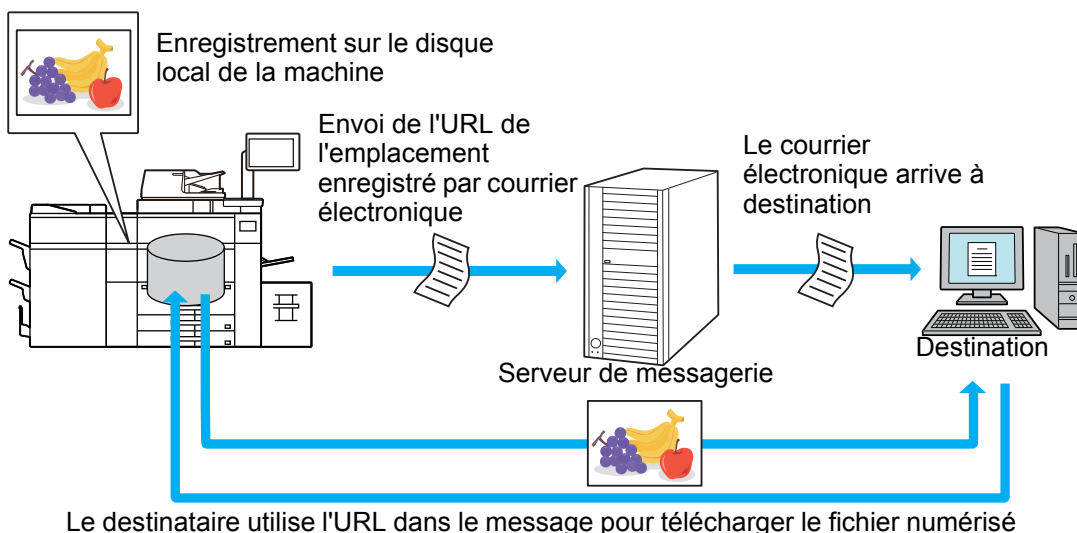 Enregistrement sur le disque
local de la machine
Envoi de l'URL de
l'emplacement
enregistré par courrier
électronique
Le courrier
électronique arrive à
destination
Serveur de messagerie
Destination
Le destinataire utilise l'URL dans le message pour télécharger le fichier numérisé